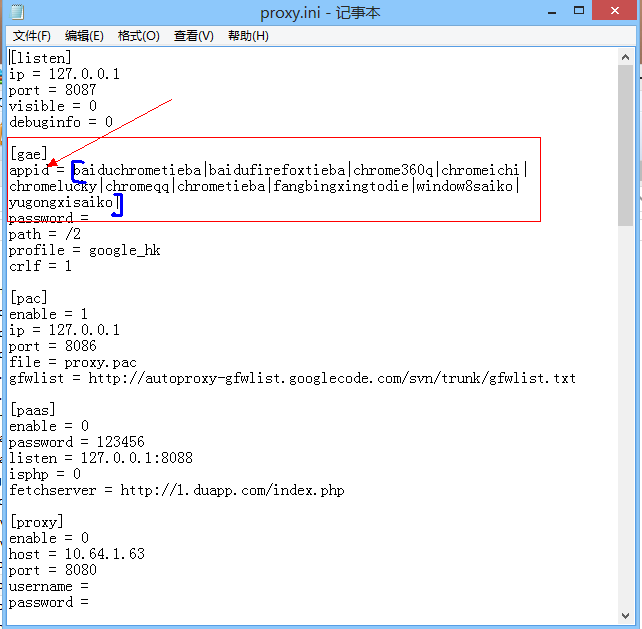 proxy.ini - 记事本
文件(F) 编辑(E) 格式(O) 查看(V) 帮助(H)
[listen]
ip = 127.0.0.1
port = 8087
visible = 0
debuginfo = 0
[gae]
appid = baiduchrometieba|baidufirefoxtieba|chrome360q|chromeichi|
chromelucky|chromeqq|chrometieba|fangbingxingtodie|window8saiko|
yugongxisaiko
password =
path = /2
profile = google_hk
crlf = 1
[pac]
enable = 1
ip = 127.0.0.1
port = 8086
file = proxy.pac
gfwlist = http://autoproxy-gfwlist.googlecode.com/svn/trunk/gfwlist.txt
[paas]
enable = 0
password = 123456
listen = 127.0.0.1:8088
isphp = 0
fetchserver = http://1.duapp.com/index.php
[proxy]
enable = 0
host = 10.64.1.63
port = 8080
username =
password =